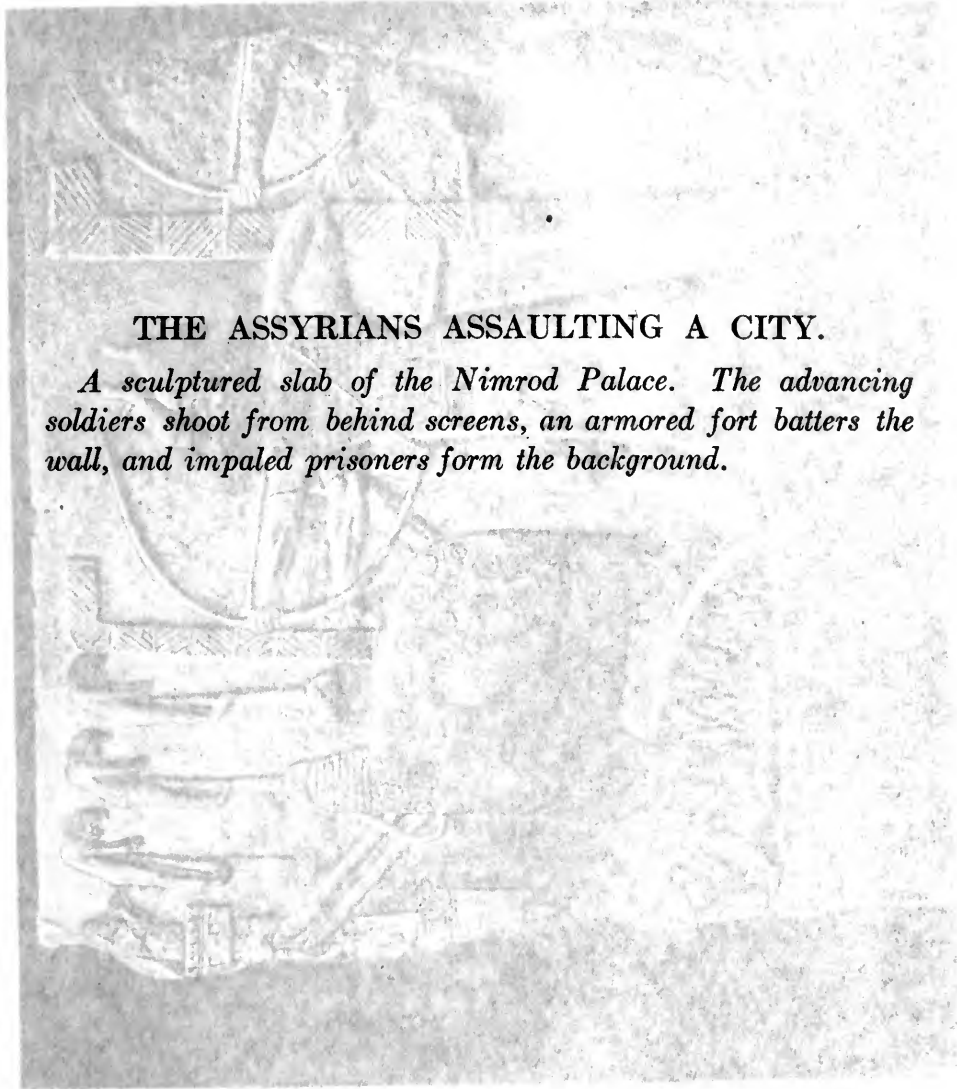 THE ASSYRIANS ASSAULTING A CITY.
A sculptured slab of the Nimrod Palace. The advancing
soldiers shoot from behind screens, an armored fort batters the
wall, and impaled prisoners form the background.